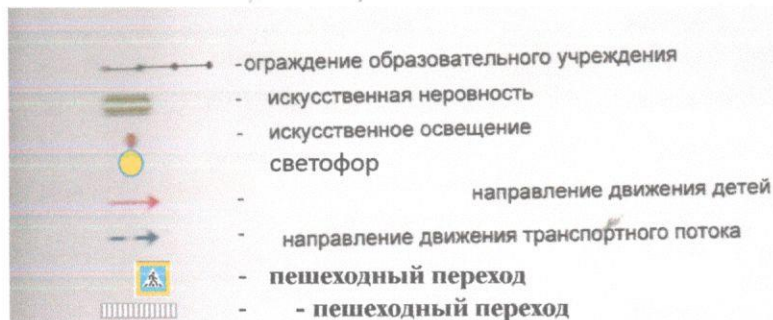 -ограждение образовательного учреждения
- искусственная неровность
- искусственное освещение
светофор
- направление движения детей
- направление движения транспортного потока
- пешеходный переход
- - пешеходный переход